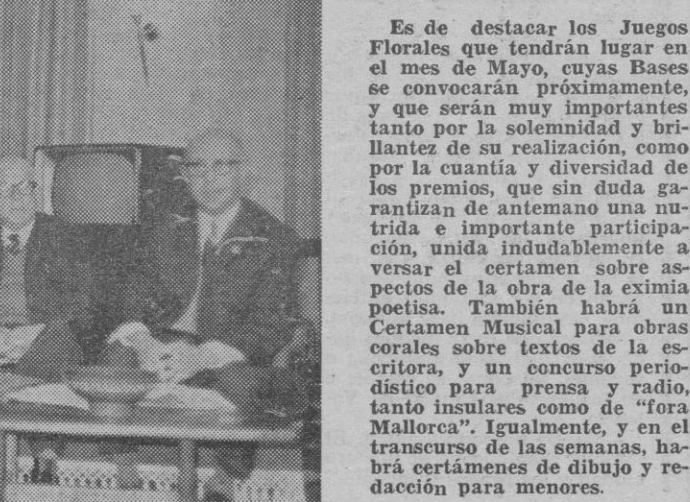 Es de destacar los Juegos
Florales que tendrán lugar en
el mes de Mayo, cuyas Bases
se convocarán próximamente,
y que serán muy importantes
tanto por la solemnidad y bri-
llantez de su realización, como
por la cuantía y diversidad de
los premios, que sin duda ga-
rantizan de antemano una nu-
trida e importante participa-
ción, unida indudablemente a
versar el certamen sobre as-
pectos de la obra de la eximia
poetisa. También habrá un
Certamen Musical para obras
corales sobre textos de la es-
critora, y un concurso perio-
dístico para prensa y radio,
tanto insulares como de “fora
Mallorca”. Igualmente, y en el
transcurso de las semanas, ha-
brá certámenes de dibujo y re-
dacción para menores.